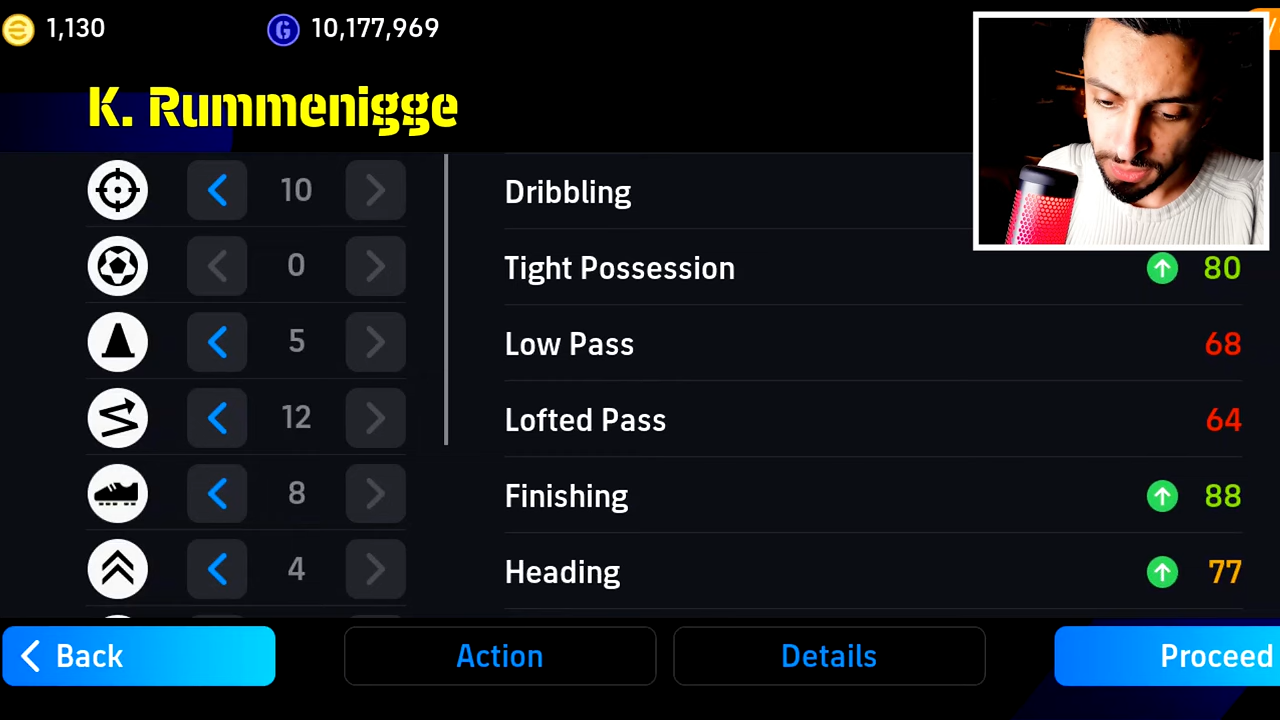 1,130
G 10,177,969
K. Rummenigge
10
0
5
12
8
4
Dribbling
Tight Possession 80
Low Pass 68
Lofted Pass 64
Finishing 88
Heading 77
Back
Action
Details
Proceed